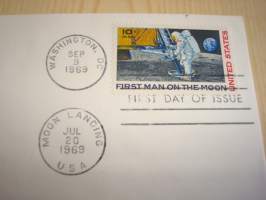 WASHINGTON, DC
SEP
9
1969
10¢
UNITED STATES
FIRST MAN ON THE MOON
FIRST DAY OF ISSUE
MOON LANDING
JUL
20
1969
USA